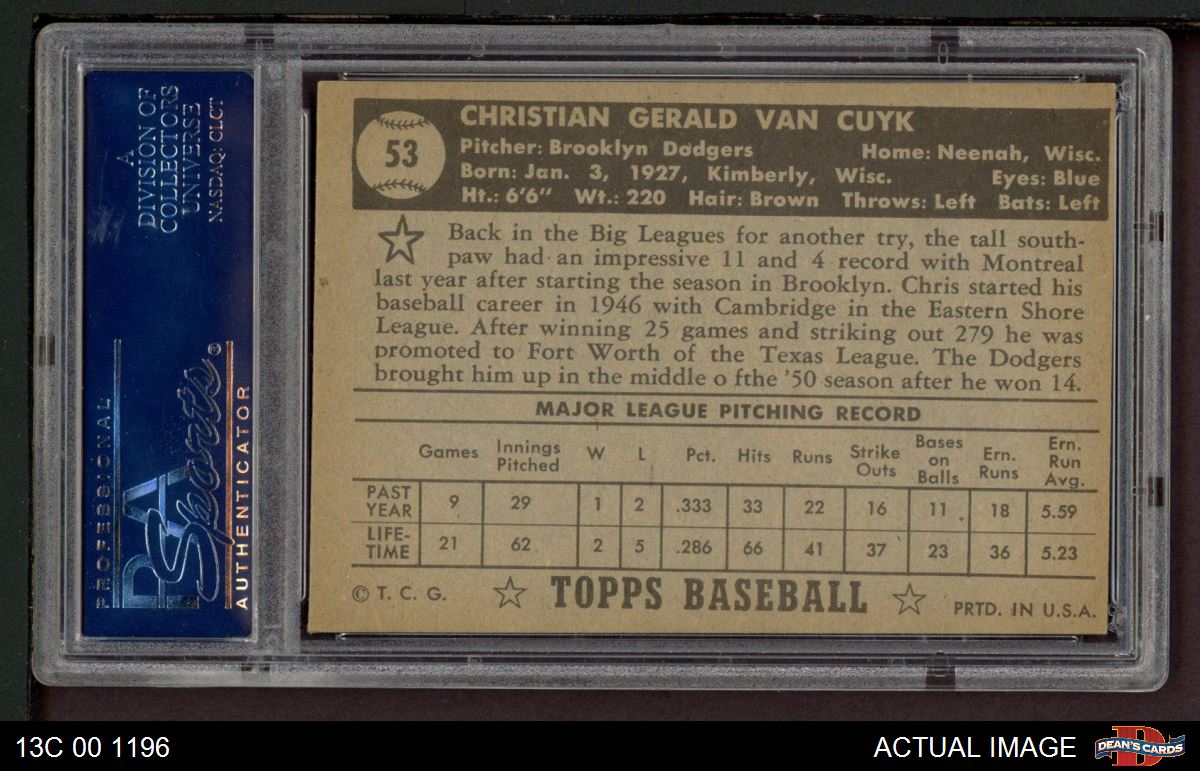 A
DIVISION OF
COLLECTORS
UNIVERSE
NASDAQ: CLCT
PROFESSIONAL
PSA
Sports®
AUTHENTICATOR
53
CHRISTIAN GERALD VAN CUYK
Pitcher: Brooklyn Dodgers Home: Neenah, Wisc.
Born: Jan. 3, 1927, Kimberly, Wisc. Eyes: Blue
Ht.: 6'6" Wt.: 220 Hair: Brown Throws: Left Bats: Left
Back in the Big Leagues for another try, the tall south-
paw had an impressive 11 and 4 record with Montreal
last year after starting the season in Brooklyn. Chris started his
baseball career in 1946 with Cambridge in the Eastern Shore
League. After winning 25 games and striking out 279 he was
promoted to Fort Worth of the Texas League. The Dodgers
brought him up in the middle o fthe '50 season after he won 14.
MAJOR LEAGUE PITCHING RECORD
Games Innings Pitched W L Pct. Hits Runs Strike Outs Bases on Balls Ern. Runs Ern. Run Avg.
PAST YEAR 9 29 1 2 .333 33 22 16 11 18 5.59
LIFE-TIME 21 62 2 5 .286 66 41 37 23 36 5.23
© T. C. G. TOPPS BASEBALL PRTD. IN U.S.A.
13C 00 1196 ACTUAL IMAGE DEAN'S CARDS